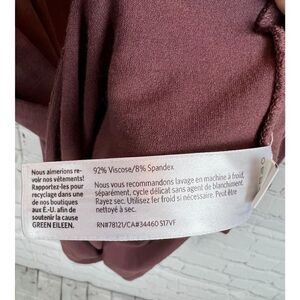 Nous aimerions re-
voir nos vêtements!
Rapportez-les pour
recyclage dans une
de nos boutiques
aux É.-U. afin de
soutenir la cause
GREEN EILEEN.
92% Viscose/8% Spandex
Nous vous recommandons lavage en machine à froid,
séparément, cycle délicat sans agent de blanchiment.
Rayc sec. Utilisez ler froid si nécessaire. Peut être
nettoyé à sec.
RN#78121/CA#34460 S17VF